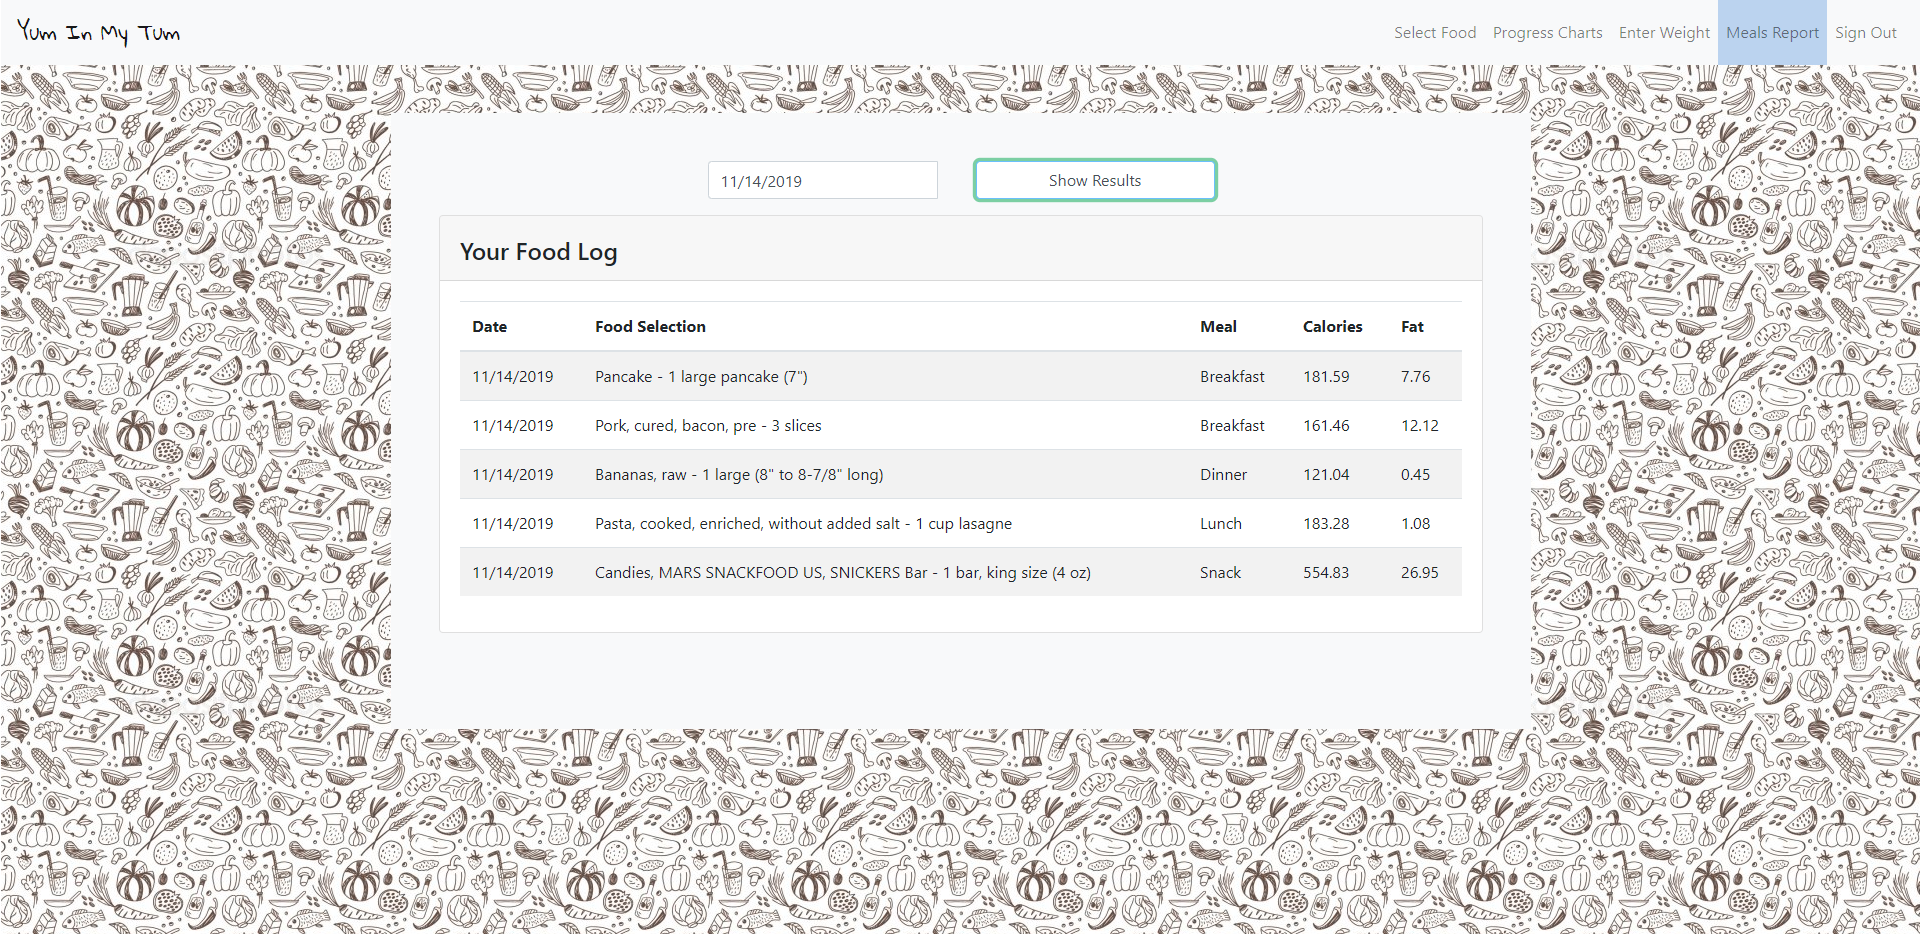 Yum In My Tum
Select Food Progress Charts Enter Weight Meals Report Sign Out
11/14/2019 Show Results
Your Food Log
Date Food Selection Meal Calories Fat
11/14/2019 Pancake - 1 large pancake (7") Breakfast 181.59 7.76
11/14/2019 Pork, cured, bacon, pre - 3 slices Breakfast 161.46 12.12
11/14/2019 Bananas, raw - 1 large (8" to 8-7/8" long) Dinner 121.04 0.45
11/14/2019 Pasta, cooked, enriched, without added salt - 1 cup lasagne Lunch 183.28 1.08
11/14/2019 Candies, MARS SNACKFOOD US, SNICKERS Bar - 1 bar, king size (4 oz) Snack 554.83 26.95